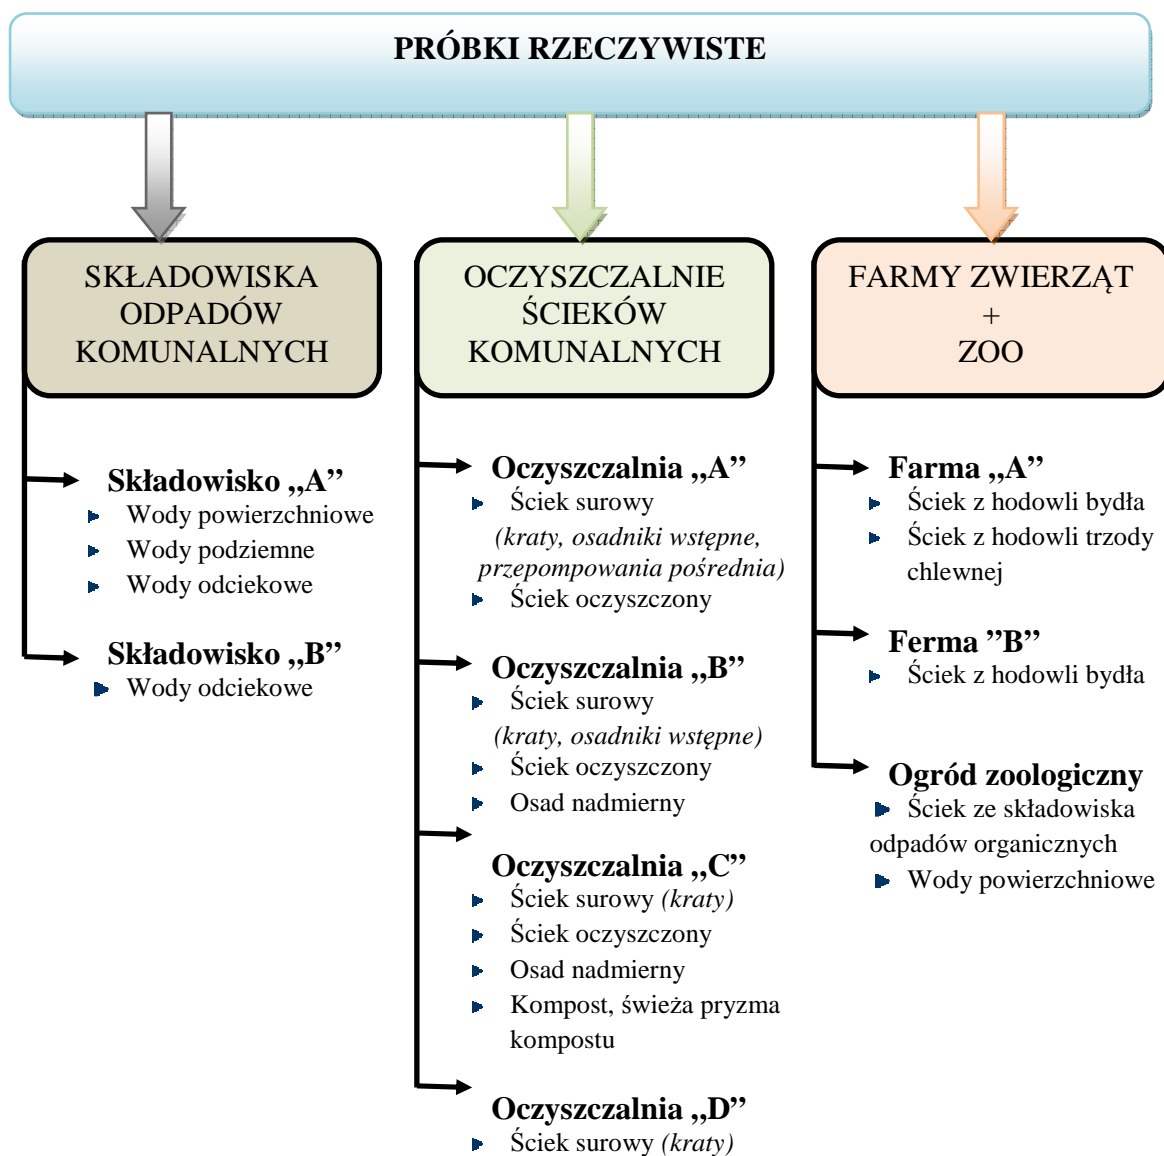 PRÓBKI RZECZYWISTE
SKŁADOWISKA
ODPADÓW
KOMUNALNYCH
Składowisko „A”
Wody powierzchniowe
Wody podziemne
Wody odciekowe
Składowisko „B”
Wody odciekowe
OCZYSZCZALNIE
ŚCIEKÓW
KOMUNALNYCH
Oczyszczalnia „A”
Ściek surowy
(kraty, osadniki wstępne,
przepompowania pośrednia)
Ściek oczyszczony
Oczyszczalnia „B”
Ściek surowy
(kraty, osadniki wstępne)
Ściek oczyszczony
Osad nadmierny
Oczyszczalnia „C”
Ściek surowy (kraty)
Ściek oczyszczony
Osad nadmierny
Kompost, świeża pryzma
kompostu
Oczyszczalnia „D”
Ściek surowy (kraty)
FARMY ZWIERZĄT
+
ZOO
Farma „A”
Ściek z hodowli bydła
Ściek z hodowli trzody
chlewnej
Ferma ”B”
Ściek z hodowli bydła
Ogród zoologiczny
Ściek ze składowiska
odpadów organicznych
Wody powierzchniowe